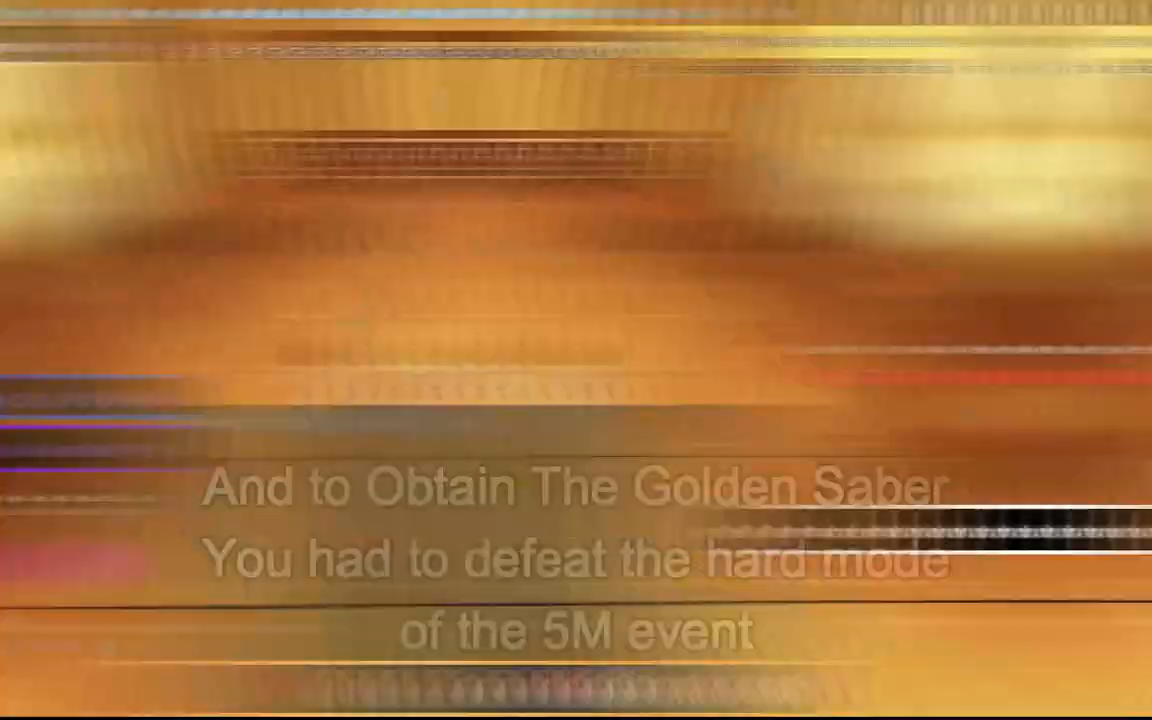 And to Obtain The Golden Saber
You had to defeat the hard mode
of the 5M event